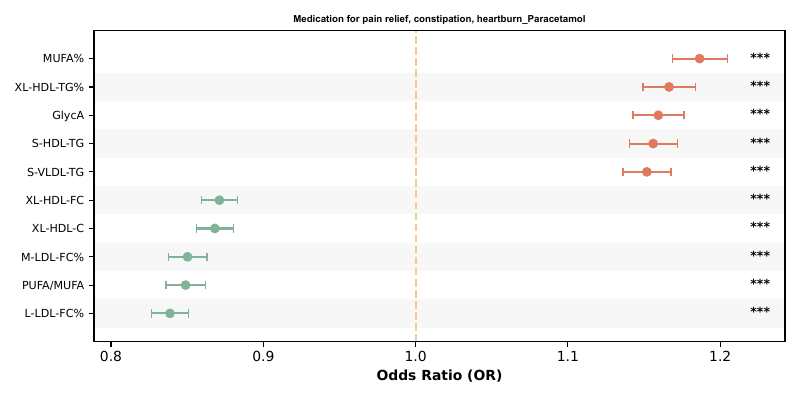 Medication for pain relief, constipation, heartburn_Paracetamol
MUFA% ***
XL-HDL-TG% ***
GlycA ***
S-HDL-TG ***
S-VLDL-TG ***
XL-HDL-FC ***
XL-HDL-C ***
M-LDL-FC% ***
PUFA/MUFA ***
L-LDL-FC% ***
0.8 0.9 1.0 1.1 1.2
Odds Ratio (OR)